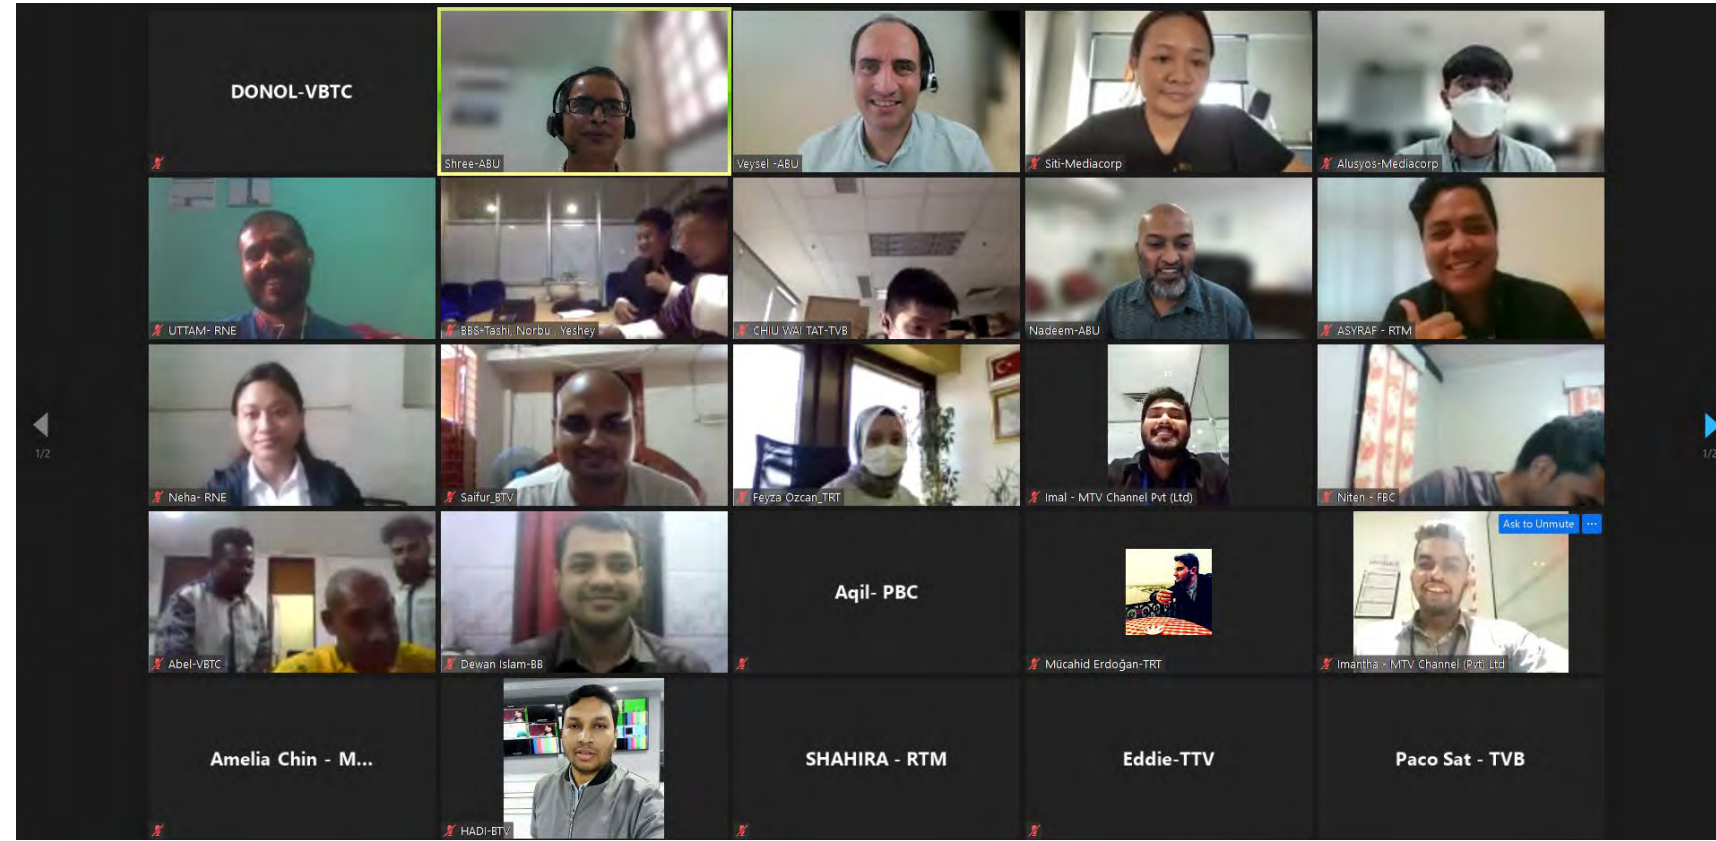 DONOL-VBTC
Shree-ABU
Veysel -ABU
Siti-Mediacorp
Alusyos-Mediacorp
UTTAM- RNE
BBS-Tashi, Norbu , Yeshey
CHIU WAI TAT-TVB
Nadeem-ABU
ASYRAF - RTM
1/2
Neha- RNE
Saifur_BTV
Feyza Ozcan_TRT
Imal - MTV Channel Pvt (Ltd)
Niten - FBC
1/2
Ask to Unmute
...
Abel-VBTC
Dewan Islam-BB
Aqil- PBC
Mücahid Erdoğan-TRT
Imantha - MTV Channel (Pvt) Ltd
Amelia Chin - M...
HADI-BTV
SHAHIRA - RTM
Eddie-TTV
Paco Sat - TVB